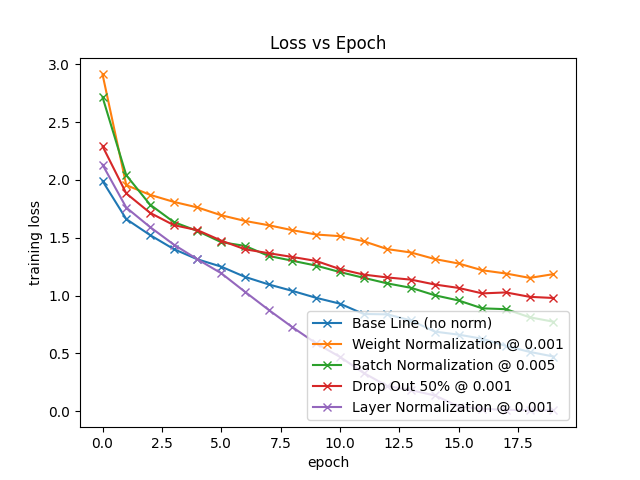 Loss vs Epoch
3.0
2.5
2.0
1.5
1.0
0.5
0.0
training loss
Base Line (no norm)
Weight Normalization @ 0.001
Batch Normalization @ 0.005
Drop Out 50% @ 0.001
Layer Normalization @ 0.001
0.0 2.5 5.0 7.5 10.0 12.5 15.0 17.5
epoch